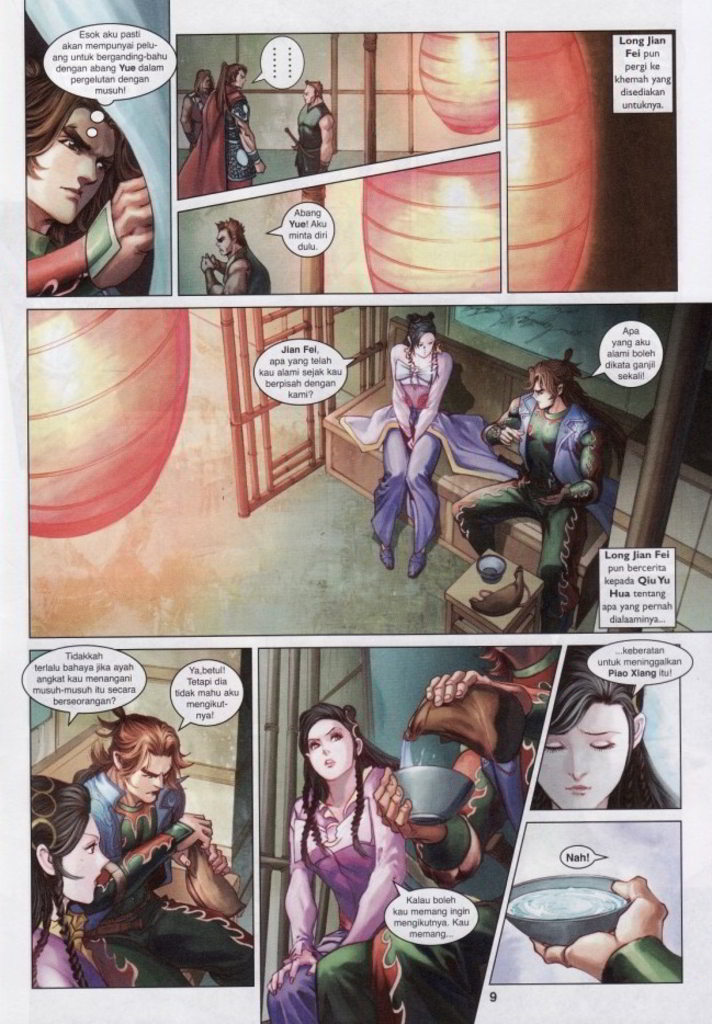 Esok aku pasti
akan mempunyai pelu-
ang untuk berganding-bahu
dengan abang Yue dalam
pergelutan dengan
musuh!
Long Jian
Fei pun
pergi ke
khemah yang
disediakan
untuknya.
Abang
Yue! Aku
minta diri
dulu.
Jian Fei,
apa yang telah
kau alami sejak kau
berpisah dengan
kami?
Apa
yang aku
alami boleh
dikata ganjil
sekali!
Long Jian Fei
pun bercerita
kepada Qiu Yu
Hua tentang
apa yang pernah
dialaaminya...
Tidakkah
terlalu bahaya jika ayah
angkat kau menangani
musuh-musuh itu secara
berseorangan?
Ya,betul!
Tetapi dia
tidak mahu aku
mengikut-
nya!
Kalau boleh
kau memang ingin
mengikutnya. Kau
memang...
...keberatan
untuk meninggalkan
Piao Xiang itu!
Nah!
9